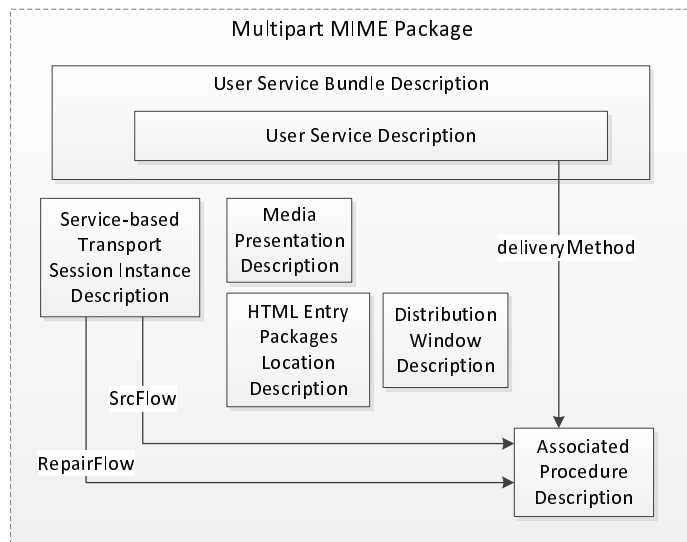 Multipart MIME Package
User Service Bundle Description
User Service Description
Service-based
Transport
Session Instance
Description
Media
Presentation
Description
deliveryMethod
HTML Entry
Packages
Location
Description
Distribution
Window
Description
SrcFlow
RepairFlow
Associated
Procedure
Description